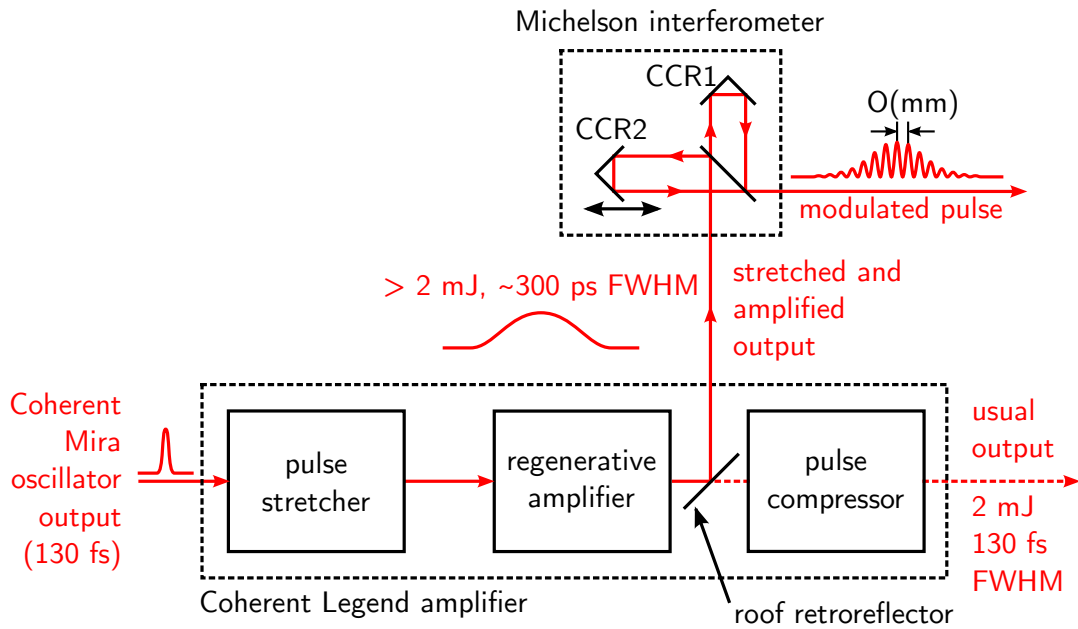 Michelson interferometer
CCR1
CCR2
O(mm)
modulated pulse
> 2 mJ, ~300 ps FWHM
stretched and
amplified
output
Coherent
Mira
oscillator
output
(130 fs)
pulse
stretcher
regenerative
amplifier
pulse
compressor
usual
output
2 mJ
130 fs
FWHM
Coherent Legend amplifier
roof retroreflector